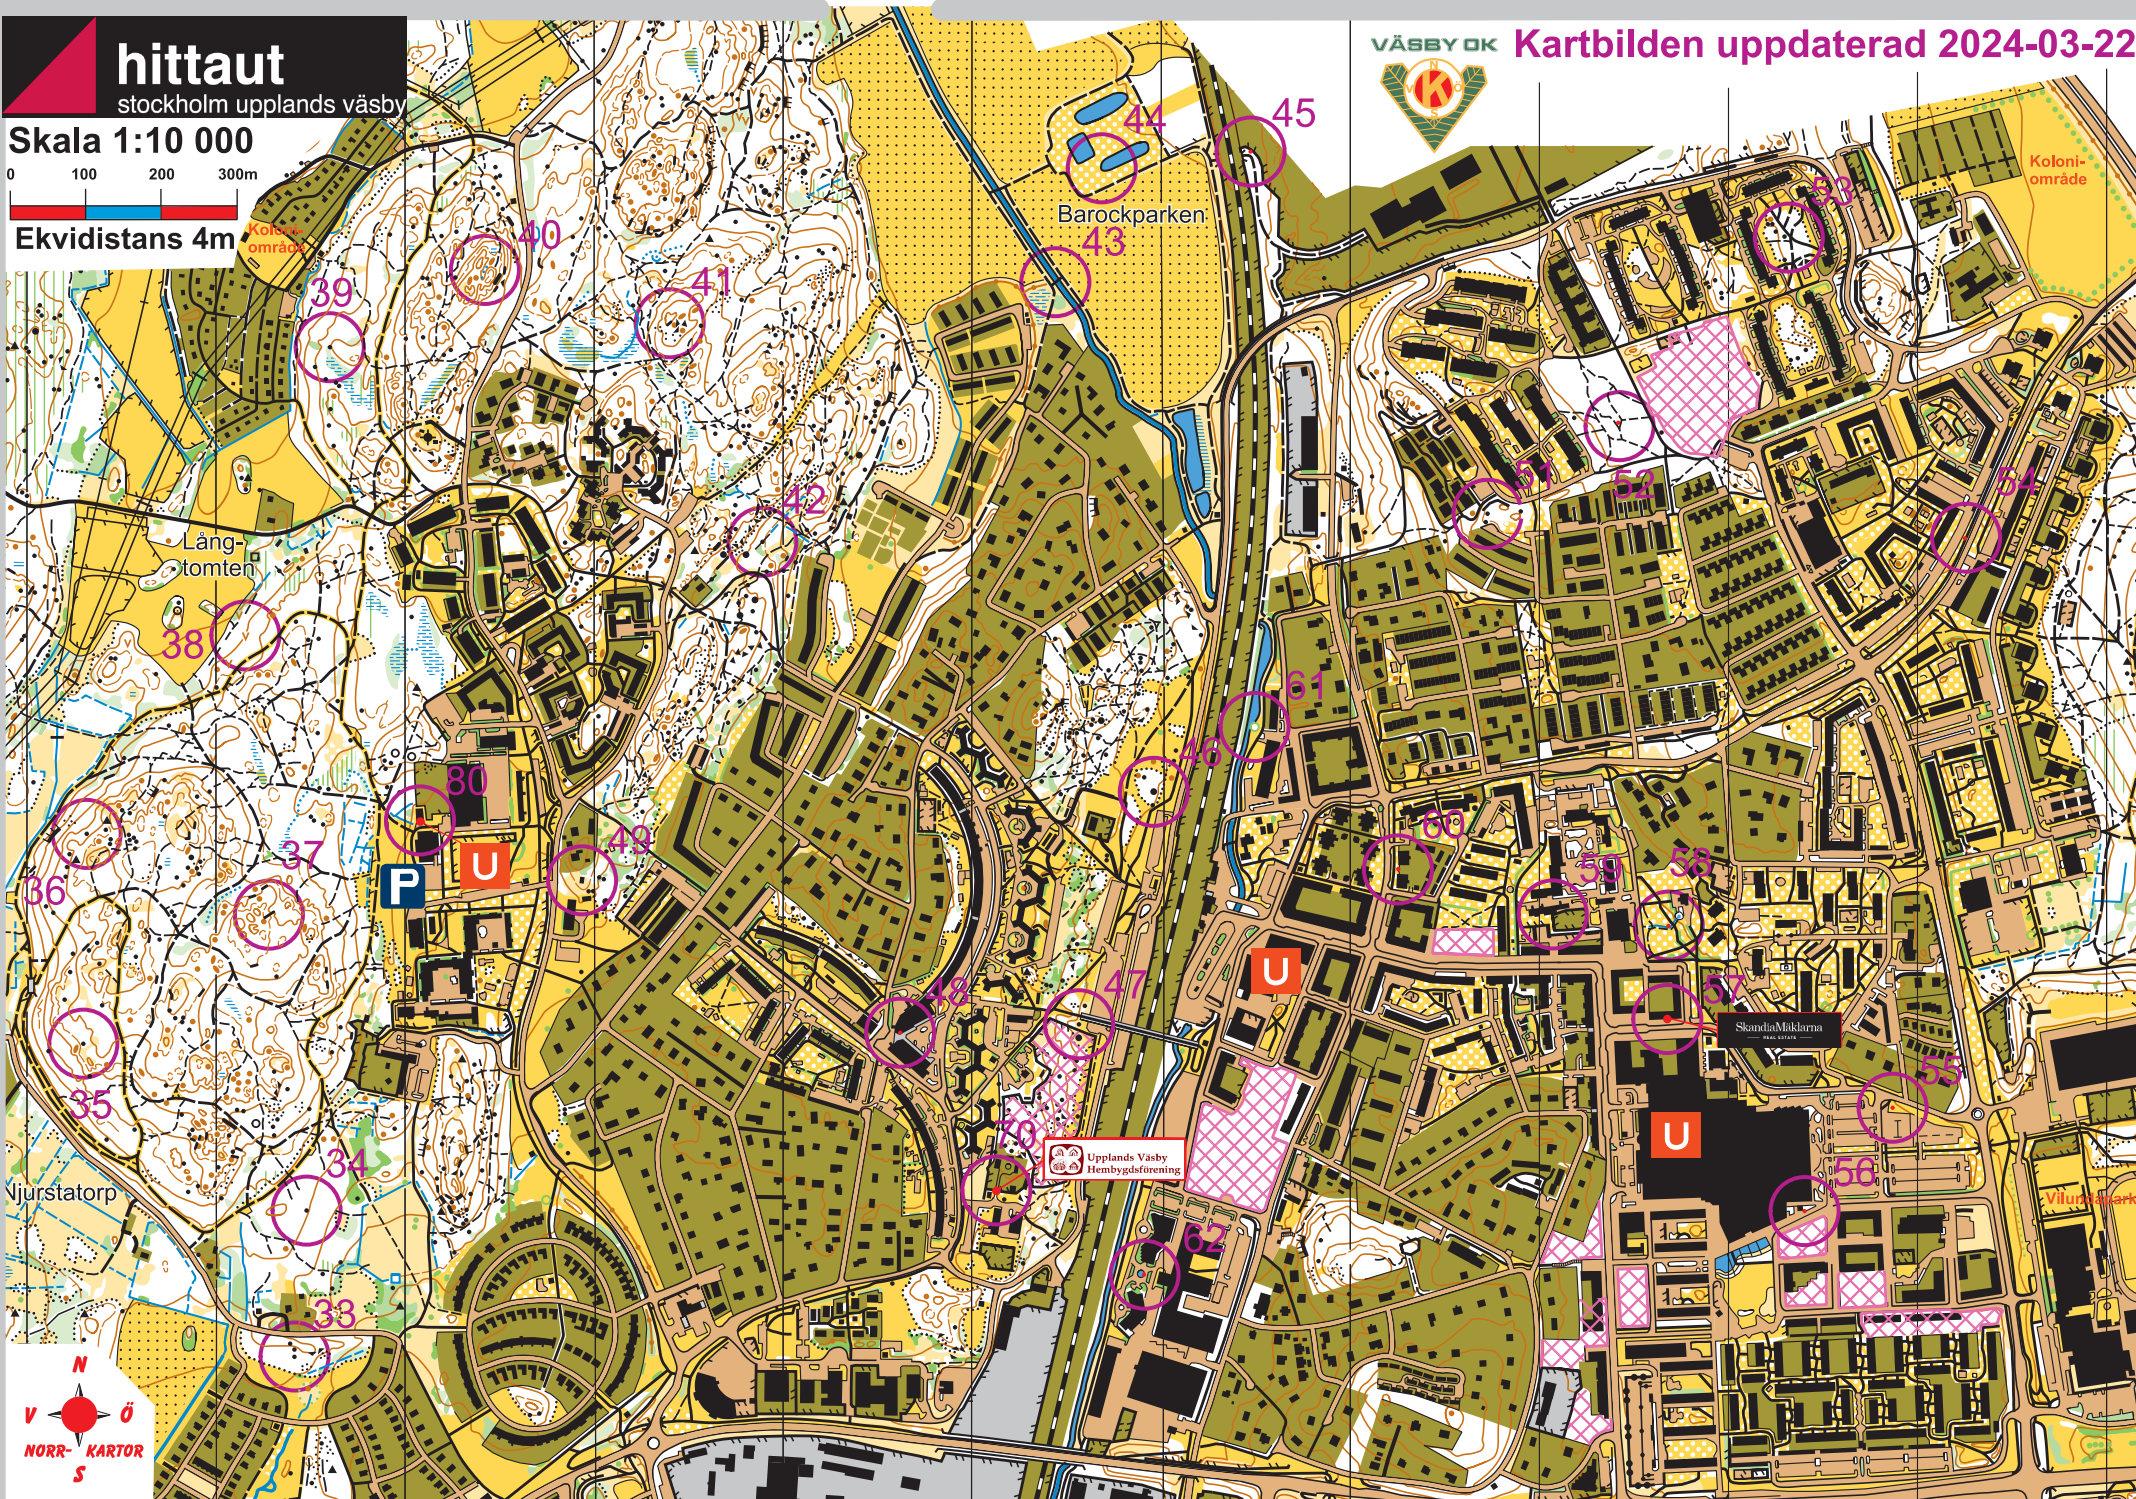 hittaut
stockholm upplands väsby
Skala 1:10 000
0 100 200 300m
Ekvidistans 4m
VÄSBY OK
N
V K Ö
S
Kartbilden uppdaterad 2024-03-22
Koloni-
område
Koloni-
område
Barockparken
Lång-
tomten
Njurstatorp
Vilundapark
45
44
53
43
40
41
39
51
52
54
42
38
61
46
80
60
49
37
59
58
36
U
P
48
47
57
U
SkandiaMäklarna
REAL ESTATE
55
35
70
U
34
Upplands Väsby
Hembygdsförening
56
62
33
N
V Ö
NORR- KARTOR
S